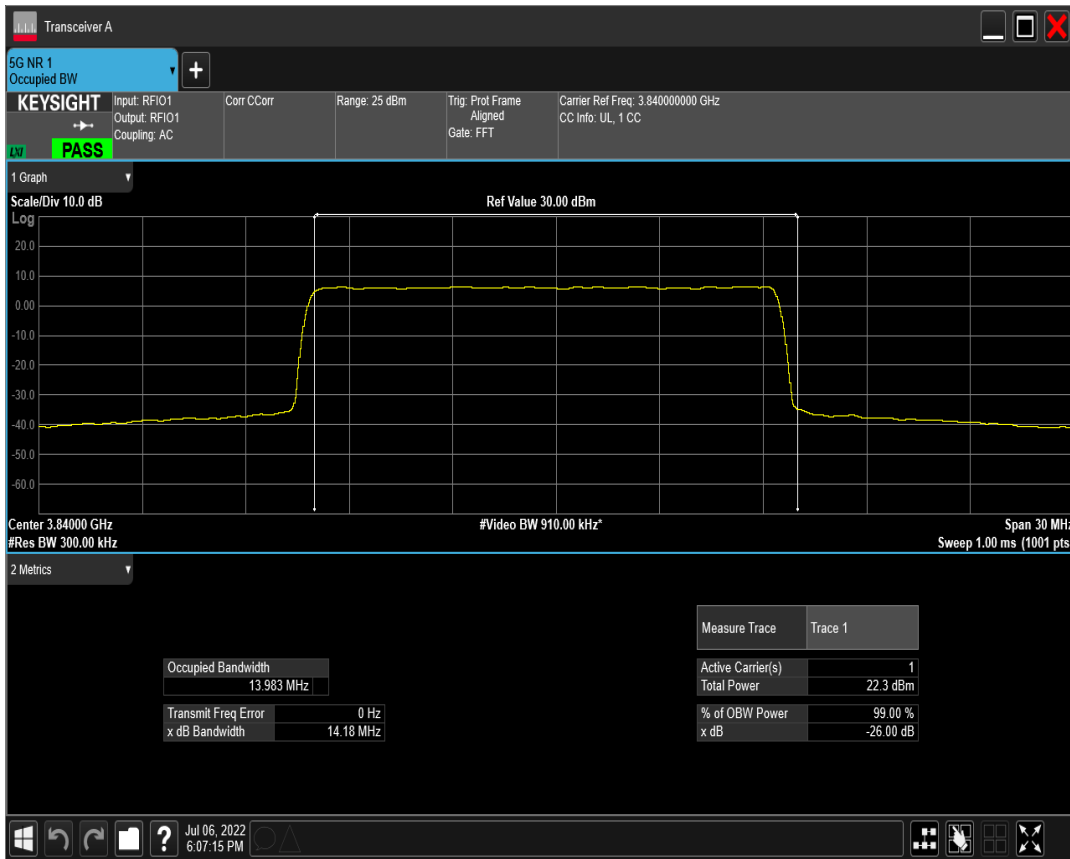 Transceiver A
5G NR 1
Occupied BW
+
KEYSIGHT
LXI
PASS
Input: RFIO1
Output: RFIO1
Coupling: AC
Corr CCorr
Range: 25 dBm
Trig: Prot Frame
Aligned
Gate: FFT
Carrier Ref Freq: 3.840000000 GHz
CC Info: UL, 1 CC
1 Graph
Scale/Div 10.0 dB
Ref Value 30.00 dBm
Log
20.0
10.0
0.00
-10.0
-20.0
-30.0
-40.0
-50.0
-60.0
Center 3.84000 GHz
#Video BW 910.00 kHz*
Span 30 MHz
#Res BW 300.00 kHz
Sweep 1.00 ms (1001 pts
2 Metrics
Measure Trace Trace 1
Occupied Bandwidth
13.983 MHz
Active Carrier(s) 1
Total Power 22.3 dBm
Transmit Freq Error 0 Hz
x dB Bandwidth 14.18 MHz
% of OBW Power 99.00 %
x dB -26.00 dB
?
Jul 06, 2022
6:07:15 PM